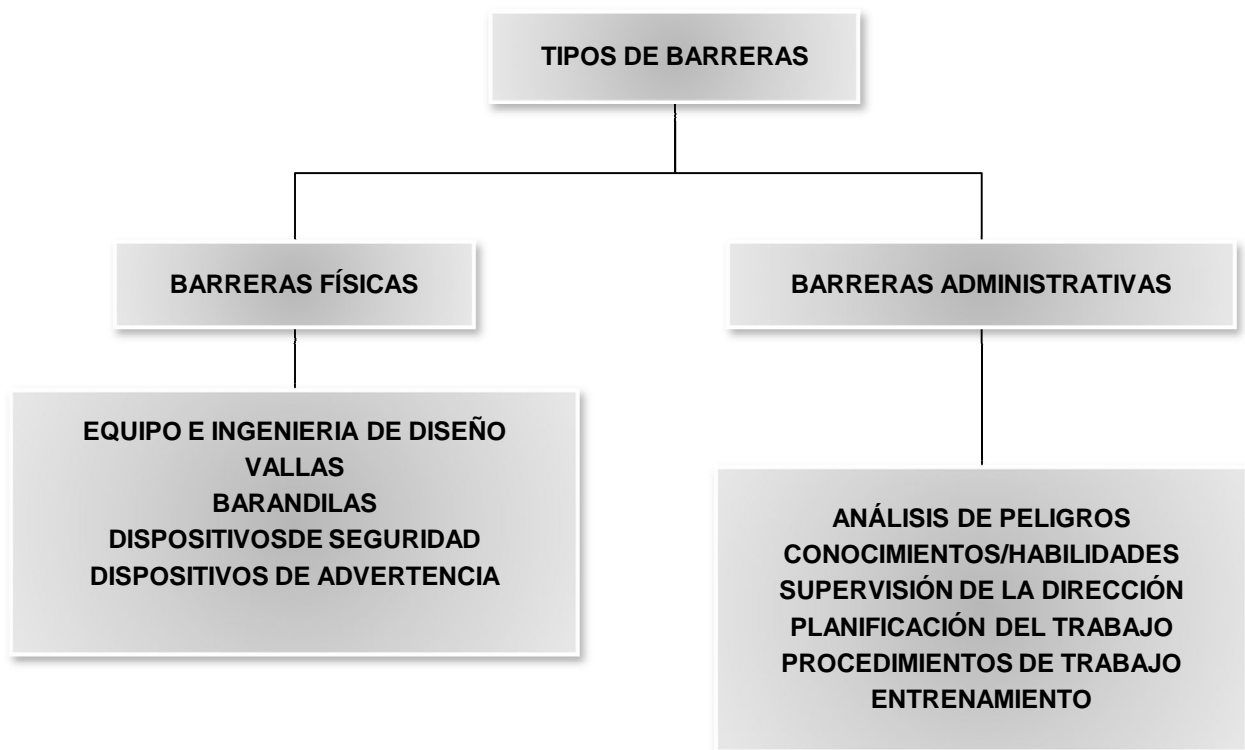 TIPOS DE BARRERAS
BARRERAS FÍSICAS
BARRERAS ADMINISTRATIVAS
EQUIPO E INGENIERIA DE DISEÑO
VALLAS
BARANDILAS
DISPOSITIVOSDE SEGURIDAD
DISPOSITIVOS DE ADVERTENCIA
ANÁLISIS DE PELIGROS
CONOCIMIENTOS/HABILIDADES
SUPERVISIÓN DE LA DIRECCIÓN
PLANIFICACIÓN DEL TRABAJO
PROCEDIMIENTOS DE TRABAJO
ENTRENAMIENTO